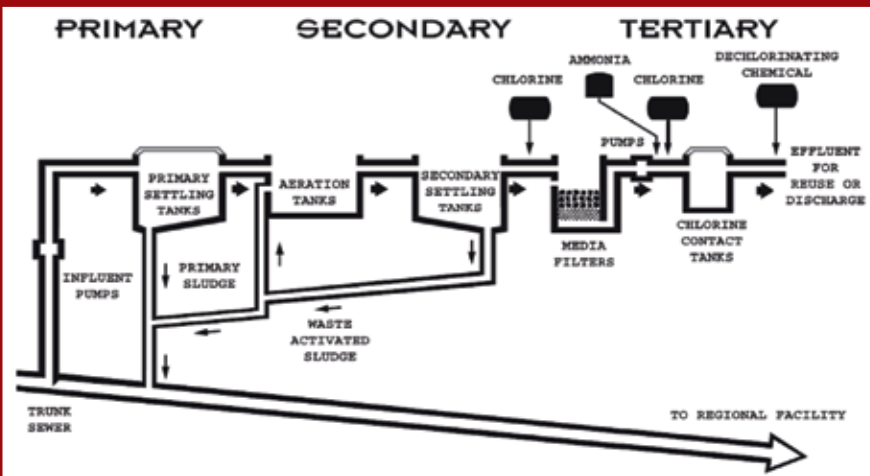 PRIMARY
SECONDARY
TERTIARY
CHLORINE
AMMONIA
CHLORINE
DECHLORINATING
CHEMICAL
PUMPS
PRIMARY
SETTLING
TANKS
AERATION
TANKS
SECONDARY
SETTLING
TANKS
EFFLUENT
FOR
REUSE OR
DISCHARGE
MEDIA
FILTERS
CHLORINE
CONTACT
TANKS
INFLUENT
PUMPS
PRIMARY
SLUDGE
WASTE
ACTIVATED
SLUDGE
TRUNK
SEWER
TO REGIONAL FACILITY